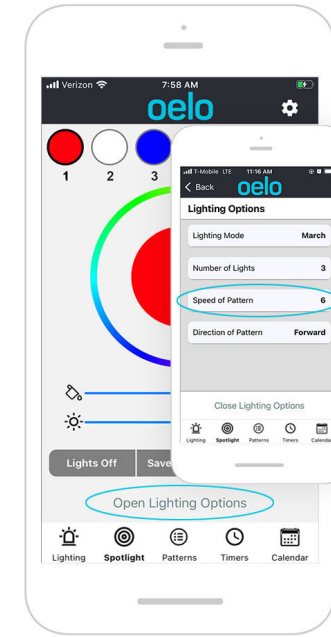 Verizon 7:58 AM
oelo
1 2 3
Lights Off Save
Open Lighting Options
Lighting Spotlight Patterns Timers Calendar
T-Mobile LTE 11:16 AM
Back oelo
Lighting Options
Lighting Mode March
Number of Lights 3
Speed of Pattern 6
Direction of Pattern Forward
Close Lighting Options
Lighting Spotlight Patterns Timers Calendar